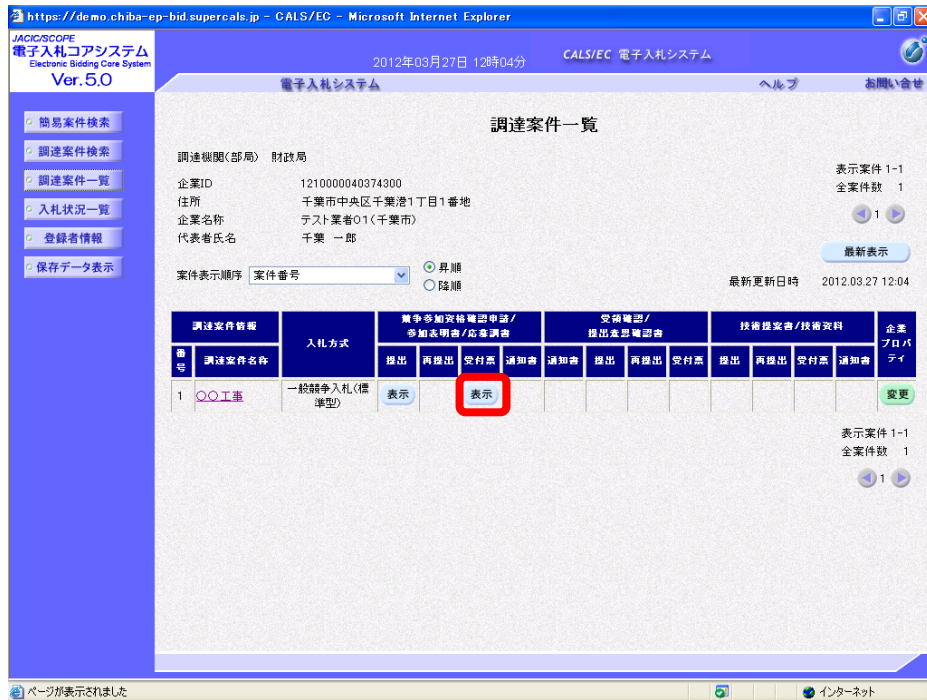 https://demo.chiba-ep-bid.supercals.jp - CALS/EC - Microsoft Internet Explorer
JACIC/SCOPE
電子入札コアシステム
Electronic Bidding Core System
Ver.5.0
2012年03月27日 12時04分
CALS/EC 電子入札システム
電子入札システム
ヘルプ
お問い合せ
簡易案件検索
調達案件検索
調達案件一覧
入札状況一覧
登録者情報
保存データ表示
調達案件一覧
調達機関(部局) 財政局
企業ID 1210000040374300
住所 千葉市中央区千葉港1丁目1番地
企業名称 テスト業者01(千葉市)
代表者氏名 千葉 一郎
表示案件 1-1
全案件数 1
1
最新表示
案件表示順序 案件番号
昇順
降順
最新更新日時 2012.03.27 12:04
調達案件情報
入札方式
競争参加資格確認申請/
参加表明書/応募調書
受領確認/
提出意思確認書
技術提案書/技術資料
企業
プロパ
ティ
番
号
調達案件名称
提出 再提出 受付票 通知書 通知書 提出 再提出 受付票 提出 再提出 受付票 通知書
1 〇〇工事 一般競争入札(標
準型) 表示 表示 変更
表示案件 1-1
全案件数 1
1
ページが表示されました
インターネット